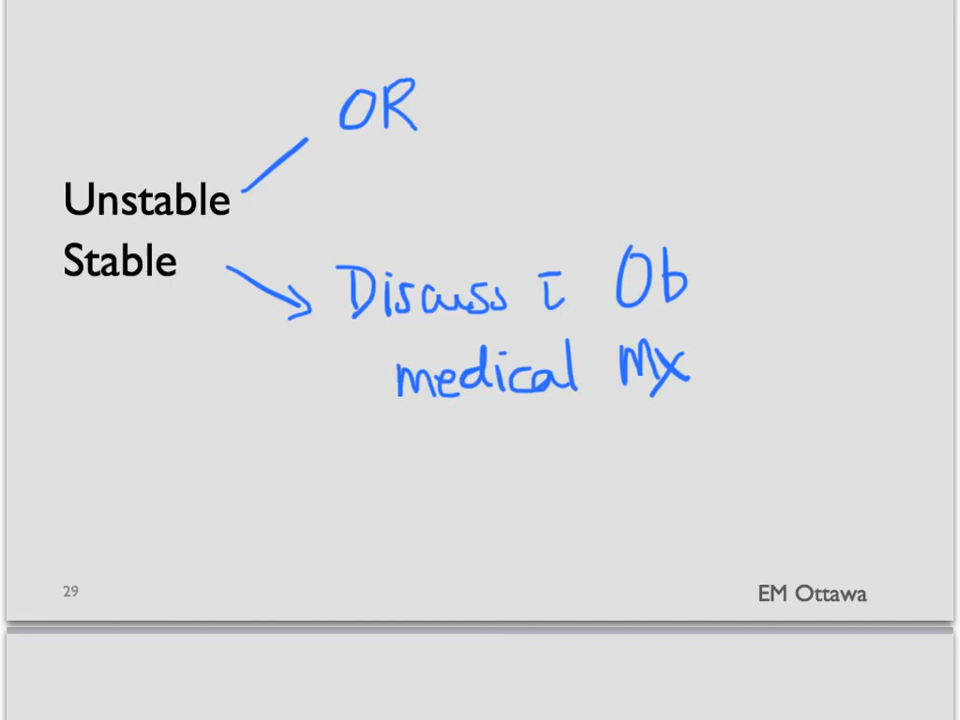 OR
Unstable
Stable
Discuss c̄ Ob
medical Mx
29
EM Ottawa